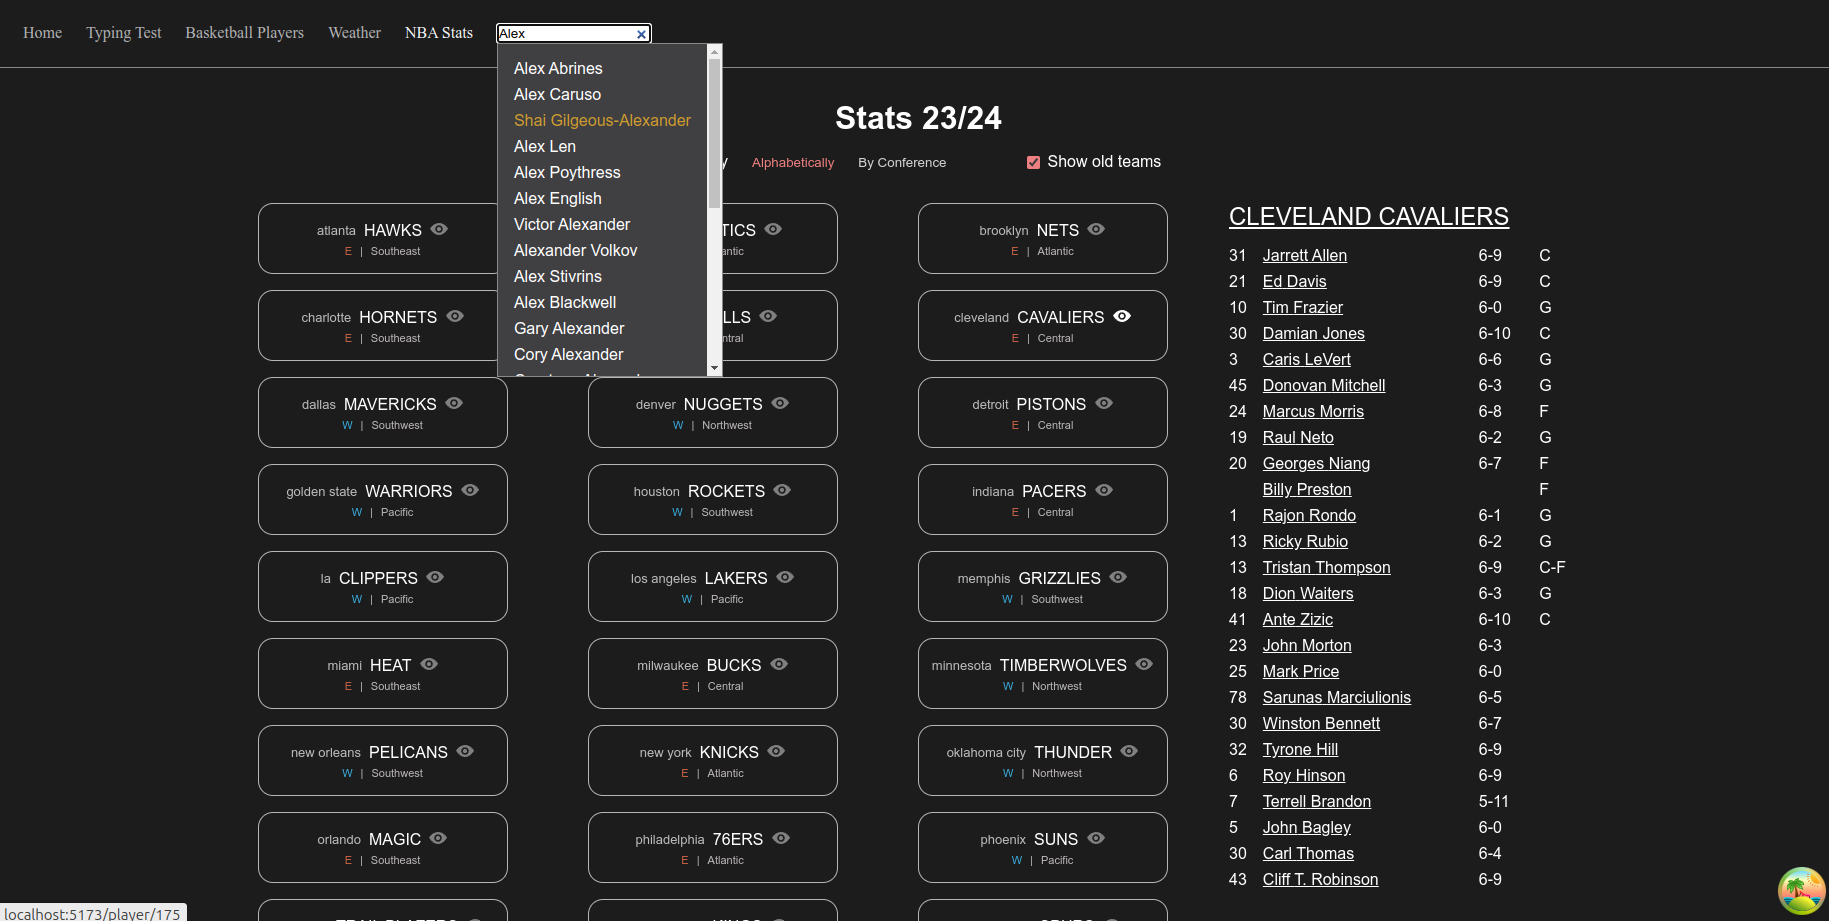 Home Typing Test Basketball Players Weather NBA Stats Alex
Alex Abrines
Alex Caruso
Shai Gilgeous-Alexander
Alex Len
Alex Poythress
Alex English
Victor Alexander
Alexander Volkov
Alex Stivrins
Alex Blackwell
Gary Alexander
Cory Alexander
Stats 23/24
y Alphabetically By Conference Show old teams
atlanta HAWKS
E | Southeast
TICS
antic
brooklyn NETS
E | Atlantic
charlotte HORNETS
E | Southeast
LLS
ntral
cleveland CAVALIERS
E | Central
dallas MAVERICKS
W | Southwest
denver NUGGETS
W | Northwest
detroit PISTONS
E | Central
golden state WARRIORS
W | Pacific
houston ROCKETS
W | Southwest
indiana PACERS
E | Central
la CLIPPERS
W | Pacific
los angeles LAKERS
W | Pacific
memphis GRIZZLIES
W | Southwest
miami HEAT
E | Southeast
milwaukee BUCKS
E | Central
minnesota TIMBERWOLVES
W | Northwest
new orleans PELICANS
W | Southwest
new york KNICKS
E | Atlantic
oklahoma city THUNDER
W | Northwest
orlando MAGIC
E | Southeast
philadelphia 76ERS
E | Atlantic
phoenix SUNS
W | Pacific
CLEVELAND CAVALIERS
31 Jarrett Allen 6-9 C
21 Ed Davis 6-9 C
10 Tim Frazier 6-0 G
30 Damian Jones 6-10 C
3 Caris LeVert 6-6 G
45 Donovan Mitchell 6-3 G
24 Marcus Morris 6-8 F
19 Raul Neto 6-2 G
20 Georges Niang 6-7 F
Billy Preston F
1 Rajon Rondo 6-1 G
13 Ricky Rubio 6-2 G
13 Tristan Thompson 6-9 C-F
18 Dion Waiters 6-3 G
41 Ante Zizic 6-10 C
23 John Morton 6-3
25 Mark Price 6-0
78 Sarunas Marciulionis 6-5
30 Winston Bennett 6-7
32 Tyrone Hill 6-9
6 Roy Hinson 6-9
7 Terrell Brandon 5-11
5 John Bagley 6-0
30 Carl Thomas 6-4
43 Cliff T. Robinson 6-9
localhost:5173/player/175